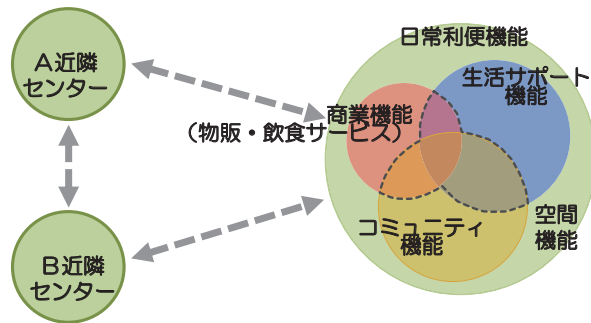 A近隣
センター
日常利便機能
生活サポート
機能
商業機能
（物販・飲食サービス）
コミュニティ
機能
空間
機能
B近隣
センター